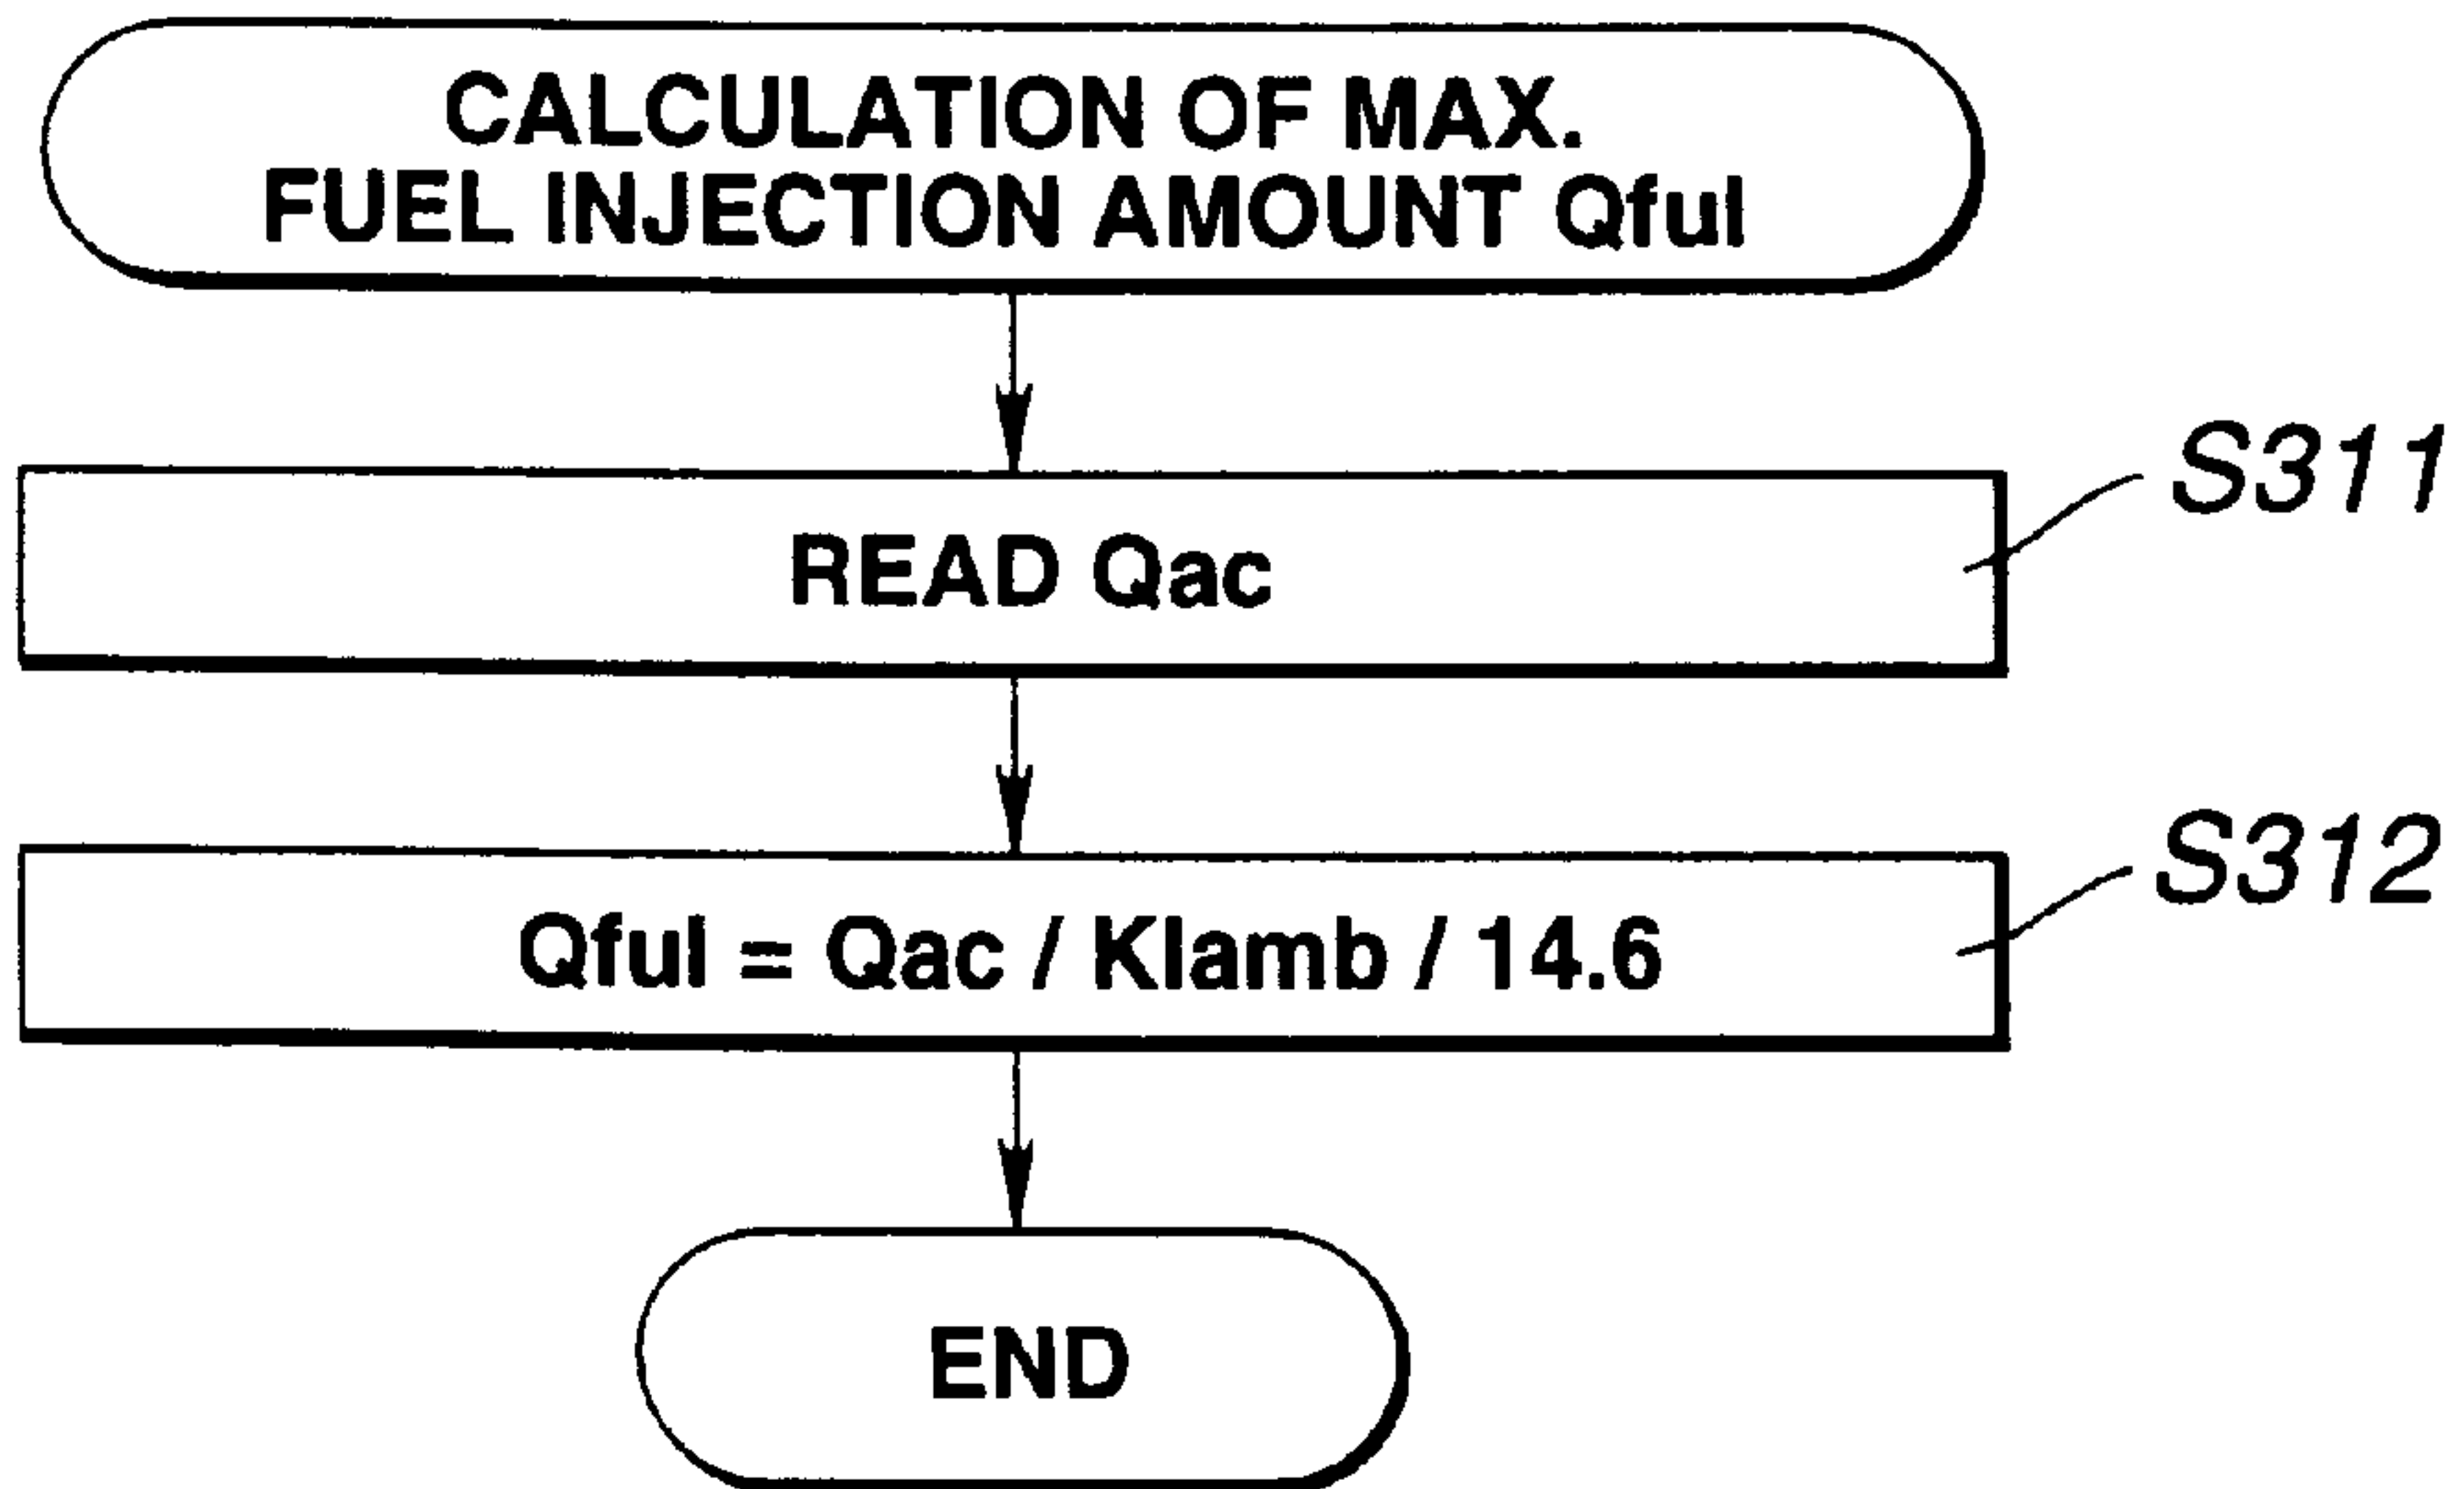 CALCULATION OF MAX.
FUEL INJECTION AMOUNT Qful
S311
READ Qac
S312
Qful = Qac / Klamb / 14.6
END